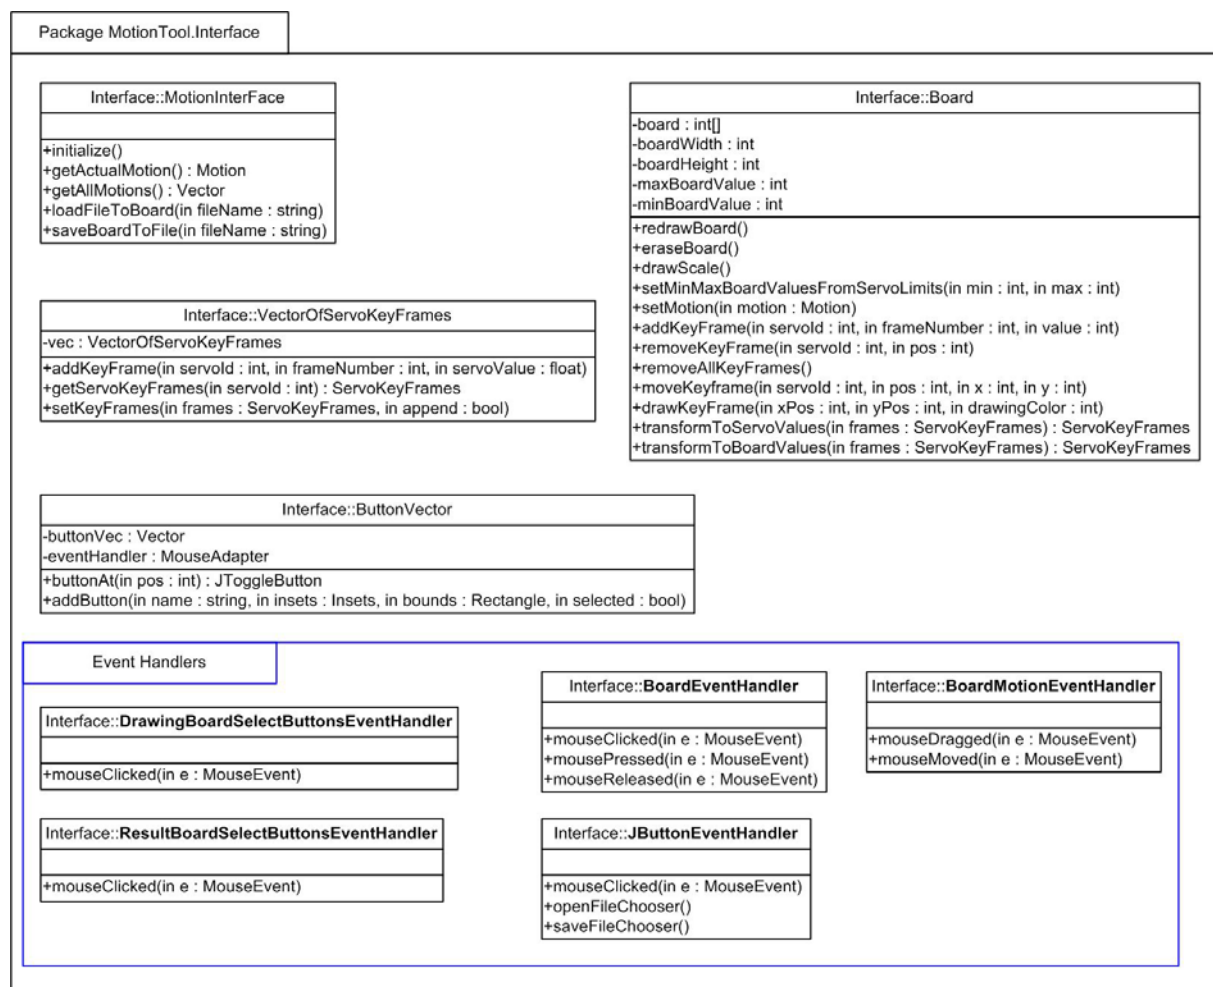 Package MotionTool.Interface
Interface::MotionInterFace
+initialize()
+getActualMotion() : Motion
+getAllMotions() : Vector
+loadFileToBoard(in fileName : string)
+saveBoardToFile(in fileName : string)
Interface::Board
-board : int[]
-boardWidth : int
-boardHeight : int
-maxBoardValue : int
-minBoardValue : int
+redrawBoard()
+eraseBoard()
+drawScale()
+setMinMaxBoardValuesFromServoLimits(in min : int, in max : int)
+setMotion(in motion : Motion)
+addKeyFrame(in servoId : int, in frameNumber : int, in value : int)
+removeKeyFrame(in servoId : int, in pos : int)
+removeAllKeyFrames()
+moveKeyframe(in servoId : int, in pos : int, in x : int, in y : int)
+drawKeyFrame(in xPos : int, in yPos : int, in drawingColor : int)
+transformToServoValues(in frames : ServoKeyFrames) : ServoKeyFrames
+transformToBoardValues(in frames : ServoKeyFrames) : ServoKeyFrames
Interface::VectorOfServoKeyFrames
-vec : VectorOfServoKeyFrames
+addKeyFrame(in servoId : int, in frameNumber : int, in servoValue : float)
+getServoKeyFrames(in servoId : int) : ServoKeyFrames
+setKeyFrames(in frames : ServoKeyFrames, in append : bool)
Interface::ButtonVector
-buttonVec : Vector
-eventHandler : MouseAdapter
+buttonAt(in pos : int) : JToggleButton
+addButton(in name : string, in insets : Insets, in bounds : Rectangle, in selected : bool)
Event Handlers
Interface::DrawingBoardSelectButtonsEventHandler
+mouseClicked(in e : MouseEvent)
Interface::BoardEventHandler
+mouseClicked(in e : MouseEvent)
+mousePressed(in e : MouseEvent)
+mouseReleased(in e : MouseEvent)
Interface::BoardMotionEventHandler
+mouseDragged(in e : MouseEvent)
+mouseMoved(in e : MouseEvent)
Interface::ResultBoardSelectButtonsEventHandler
+mouseClicked(in e : MouseEvent)
Interface::JButtonEventHandler
+mouseClicked(in e : MouseEvent)
+openFileChooser()
+saveFileChooser()